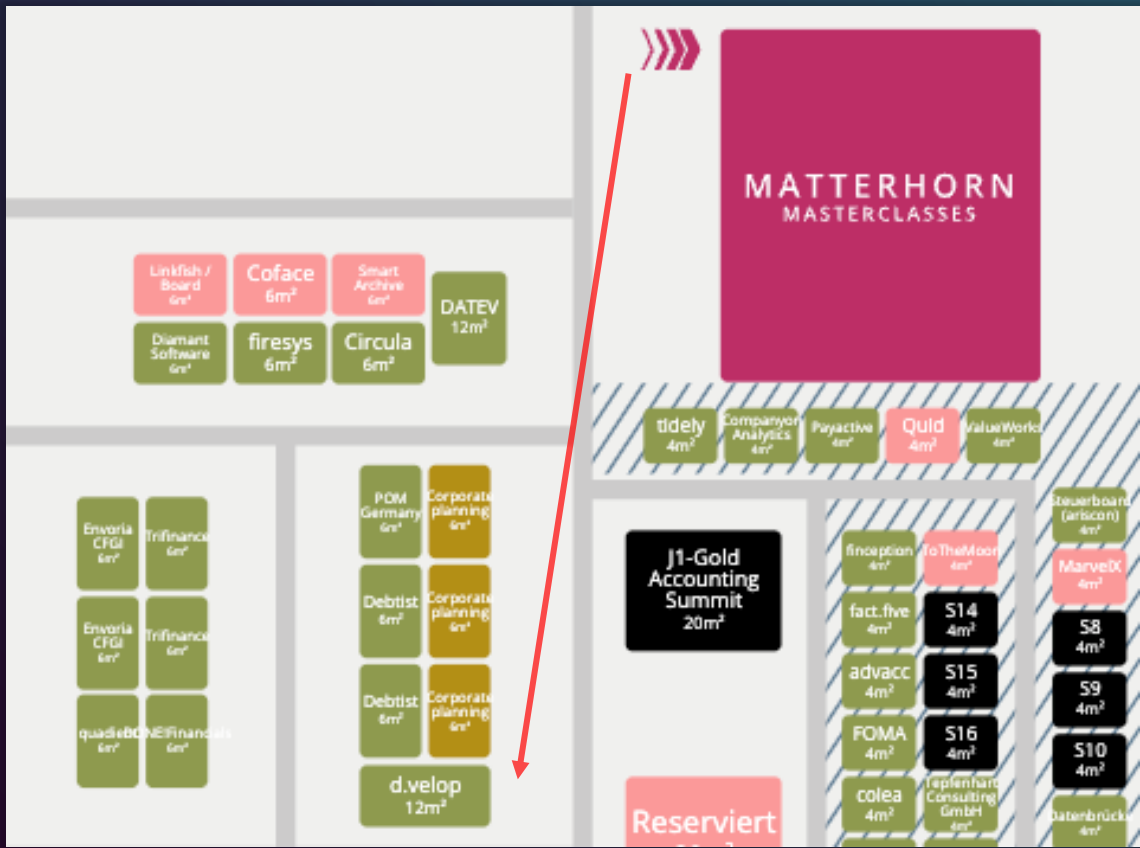 MATTERHORN
MASTERCLASSES
Linkfish /
Board
6m²
Coface
6m²
Smart
Archive
6m²
DATEV
12m²
Diamant
Software
6m²
firesys
6m²
Circula
6m²
tidely
4m²
Companyon
Analytics
4m²
Payactive
4m²
Quid
4m²
ValueWorks
4m²
Envoria
CFGI
6m²
Trifinance
6m²
Envoria
CFGI
6m²
Trifinance
6m²
6m²
6m²
POM
Germany
6m²
Corporate
planning
6m²
Debtist
6m²
Corporate
planning
6m²
Debtist
6m²
Corporate
planning
6m²
d.velop
12m²
J1-Gold
Accounting
Summit
20m²
Reserviert
finception
4m²
ToTheMoon
4m²
fact.five
4m²
S14
4m²
advacc
4m²
S15
4m²
FOMA
4m²
S16
4m²
colea
4m²
Consulting
GmbH
4m²
Steuerboard
(ariscon)
4m²
MarvelX
4m²
S8
4m²
S9
4m²
S10
4m²
Datenbrücke
4m²